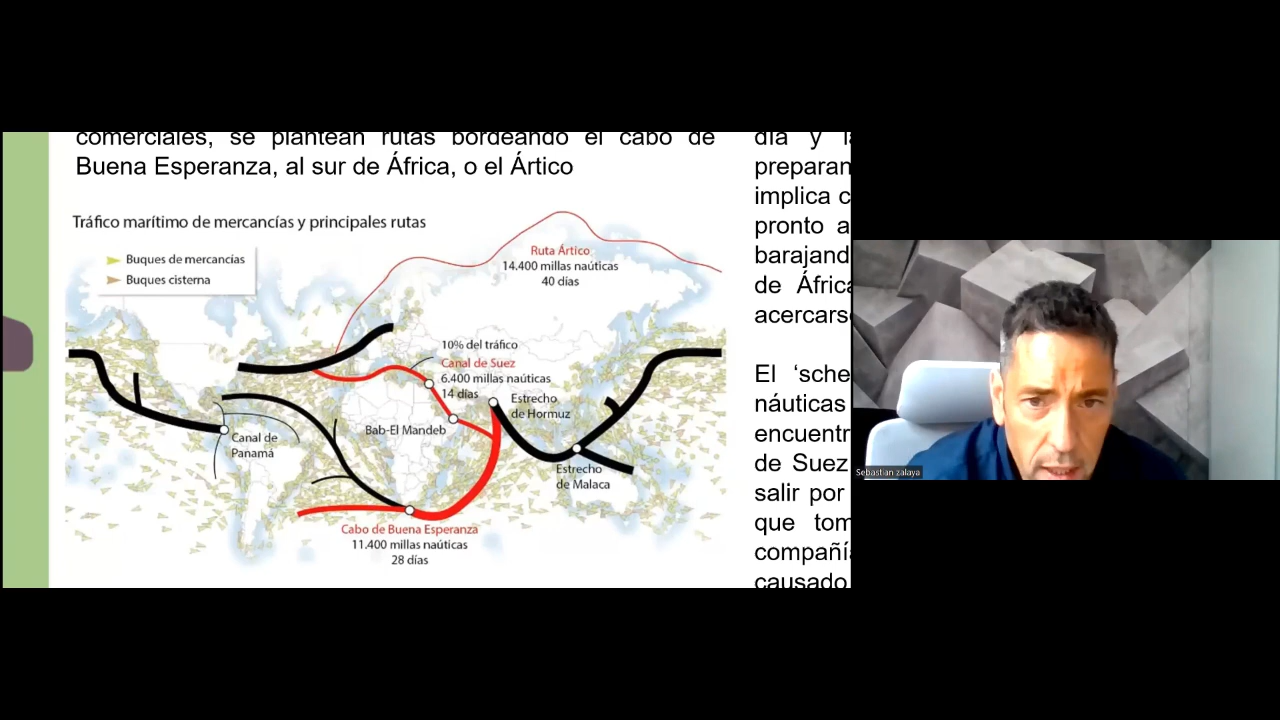 comerciales, se plantean rutas bordeando el cabo de
Buena Esperanza, al sur de África, o el Ártico
Tráfico marítimo de mercancías y principales rutas
Buques de mercancías
Buques cisterna
Ruta Ártico
14.400 millas naúticas
40 días
10% del tráfico
Canal de Suez
6.400 millas naúticas
14 días
Estrecho
de Hormuz
Bab-El Mandeb
Canal de
Panamá
Estrecho
de Malaca
Cabo de Buena Esperanza
11.400 millas naúticas
28 días
día y l
preparan
implica c
pronto a
barajand
de África
acercars
El ‘sche
náuticas
encuentr
de Suez
salir por
que tom
compañí
causado
Sebastian zalaya